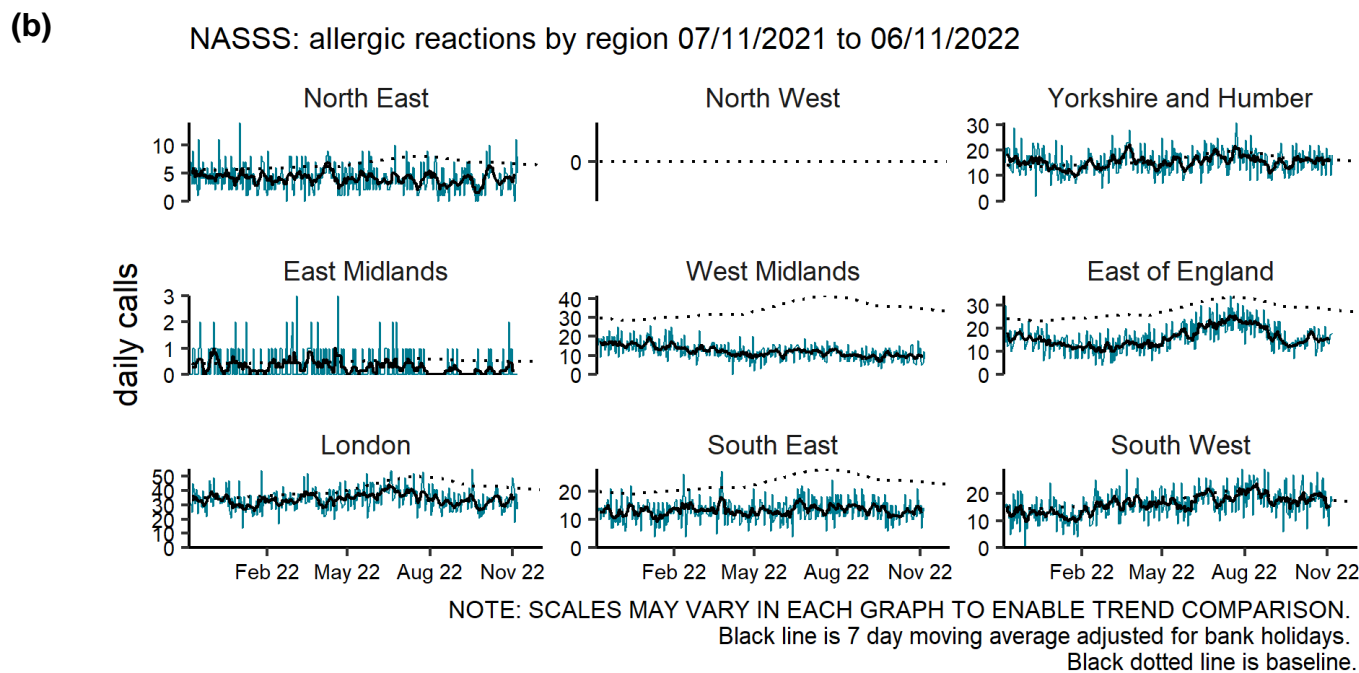 (b)
NASSS: allergic reactions by region 07/11/2021 to 06/11/2022
North East
North West
Yorkshire and Humber
10
5
0
0
30
20
10
0
daily calls
East Midlands
West Midlands
East of England
3
2
1
0
40
30
20
10
0
30
20
10
0
London
South East
South West
50
40
30
20
10
0
20
10
0
20
10
0
Feb 22 May 22 Aug 22 Nov 22
Feb 22 May 22 Aug 22 Nov 22
Feb 22 May 22 Aug 22 Nov 22
NOTE: SCALES MAY VARY IN EACH GRAPH TO ENABLE TREND COMPARISON.
Black line is 7 day moving average adjusted for bank holidays.
Black dotted line is baseline.